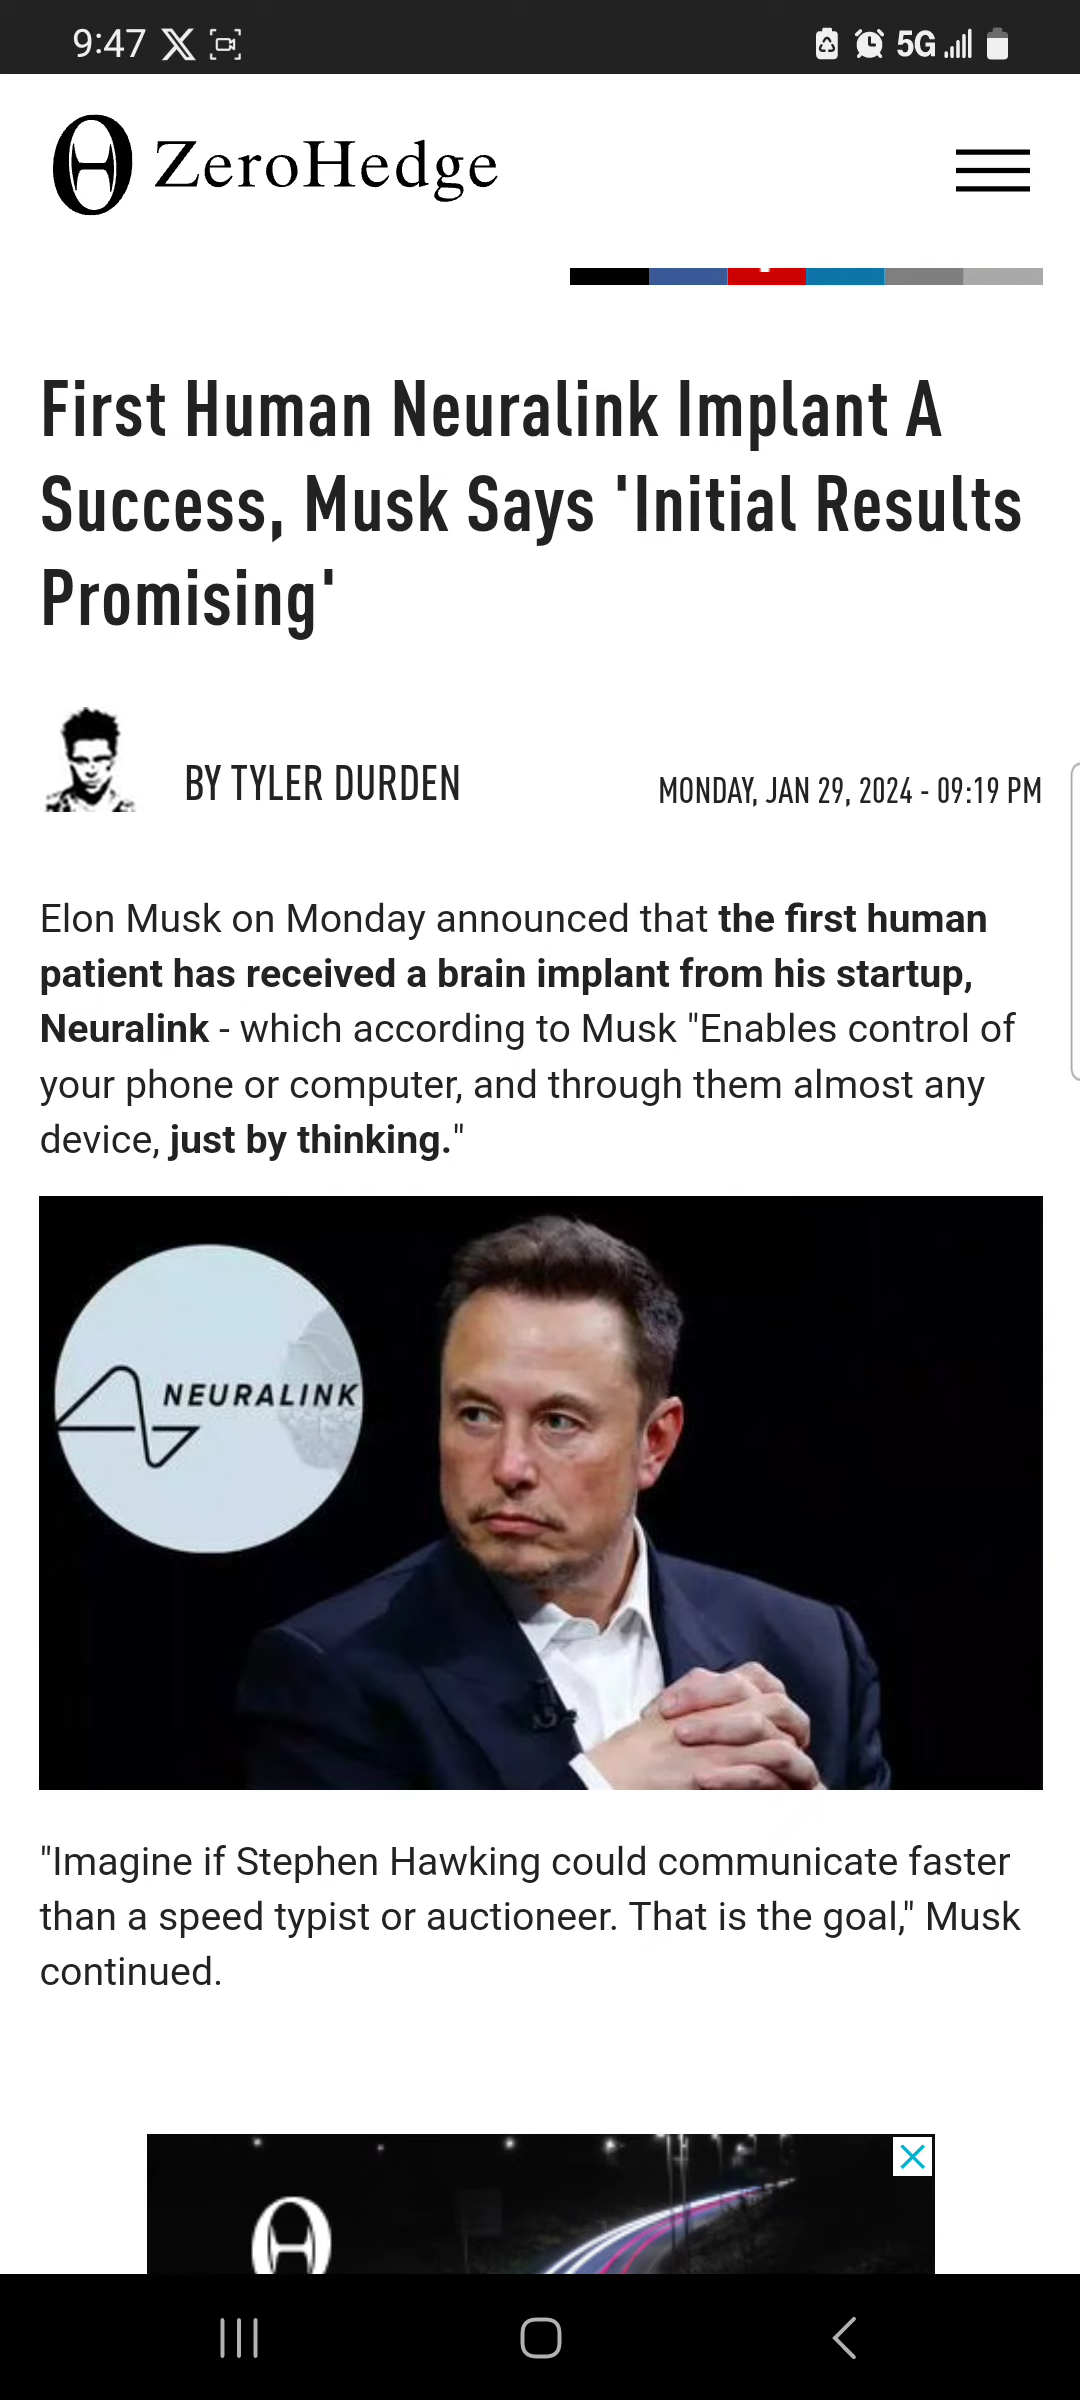 9:47
5G
ZeroHedge
First Human Neuralink Implant A
Success, Musk Says 'Initial Results
Promising'
BY TYLER DURDEN
MONDAY, JAN 29, 2024 - 09:19 PM
Elon Musk on Monday announced that the first human
patient has received a brain implant from his startup,
Neuralink - which according to Musk "Enables control of
your phone or computer, and through them almost any
device, just by thinking."
NEURALINK
"Imagine if Stephen Hawking could communicate faster
than a speed typist or auctioneer. That is the goal," Musk
continued.